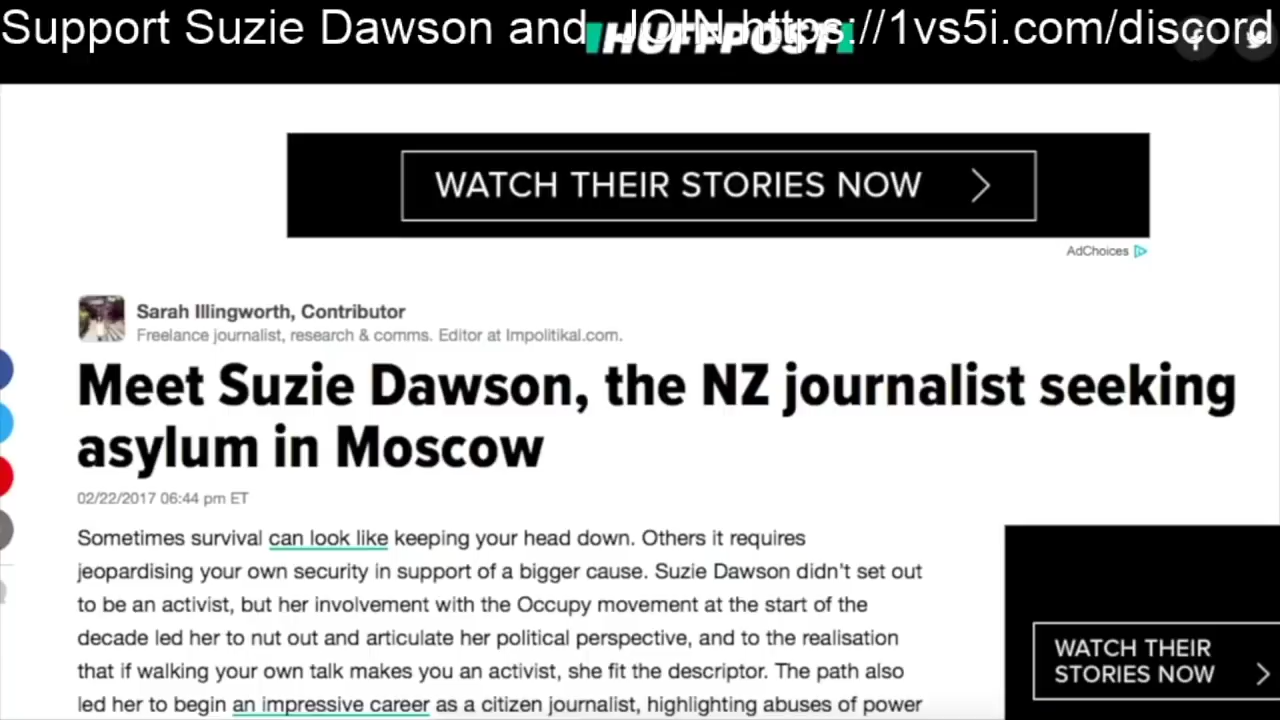 Support Suzie Dawson and  JOIN https://1vs5i.com/discord
HUFFPOST
WATCH THEIR STORIES NOW
AdChoices
Sarah Illingworth, Contributor
Freelance journalist, research & comms. Editor at Impolitikal.com.
Meet Suzie Dawson, the NZ journalist seeking
asylum in Moscow
02/22/2017 06:44 pm ET
Sometimes survival can look like keeping your head down. Others it requires
jeopardising your own security in support of a bigger cause. Suzie Dawson didn't set out
to be an activist, but her involvement with the Occupy movement at the start of the
decade led her to nut out and articulate her political perspective, and to the realisation
that if walking your own talk makes you an activist, she fit the descriptor. The path also
led her to begin an impressive career as a citizen journalist, highlighting abuses of power
WATCH THEIR
STORIES NOW